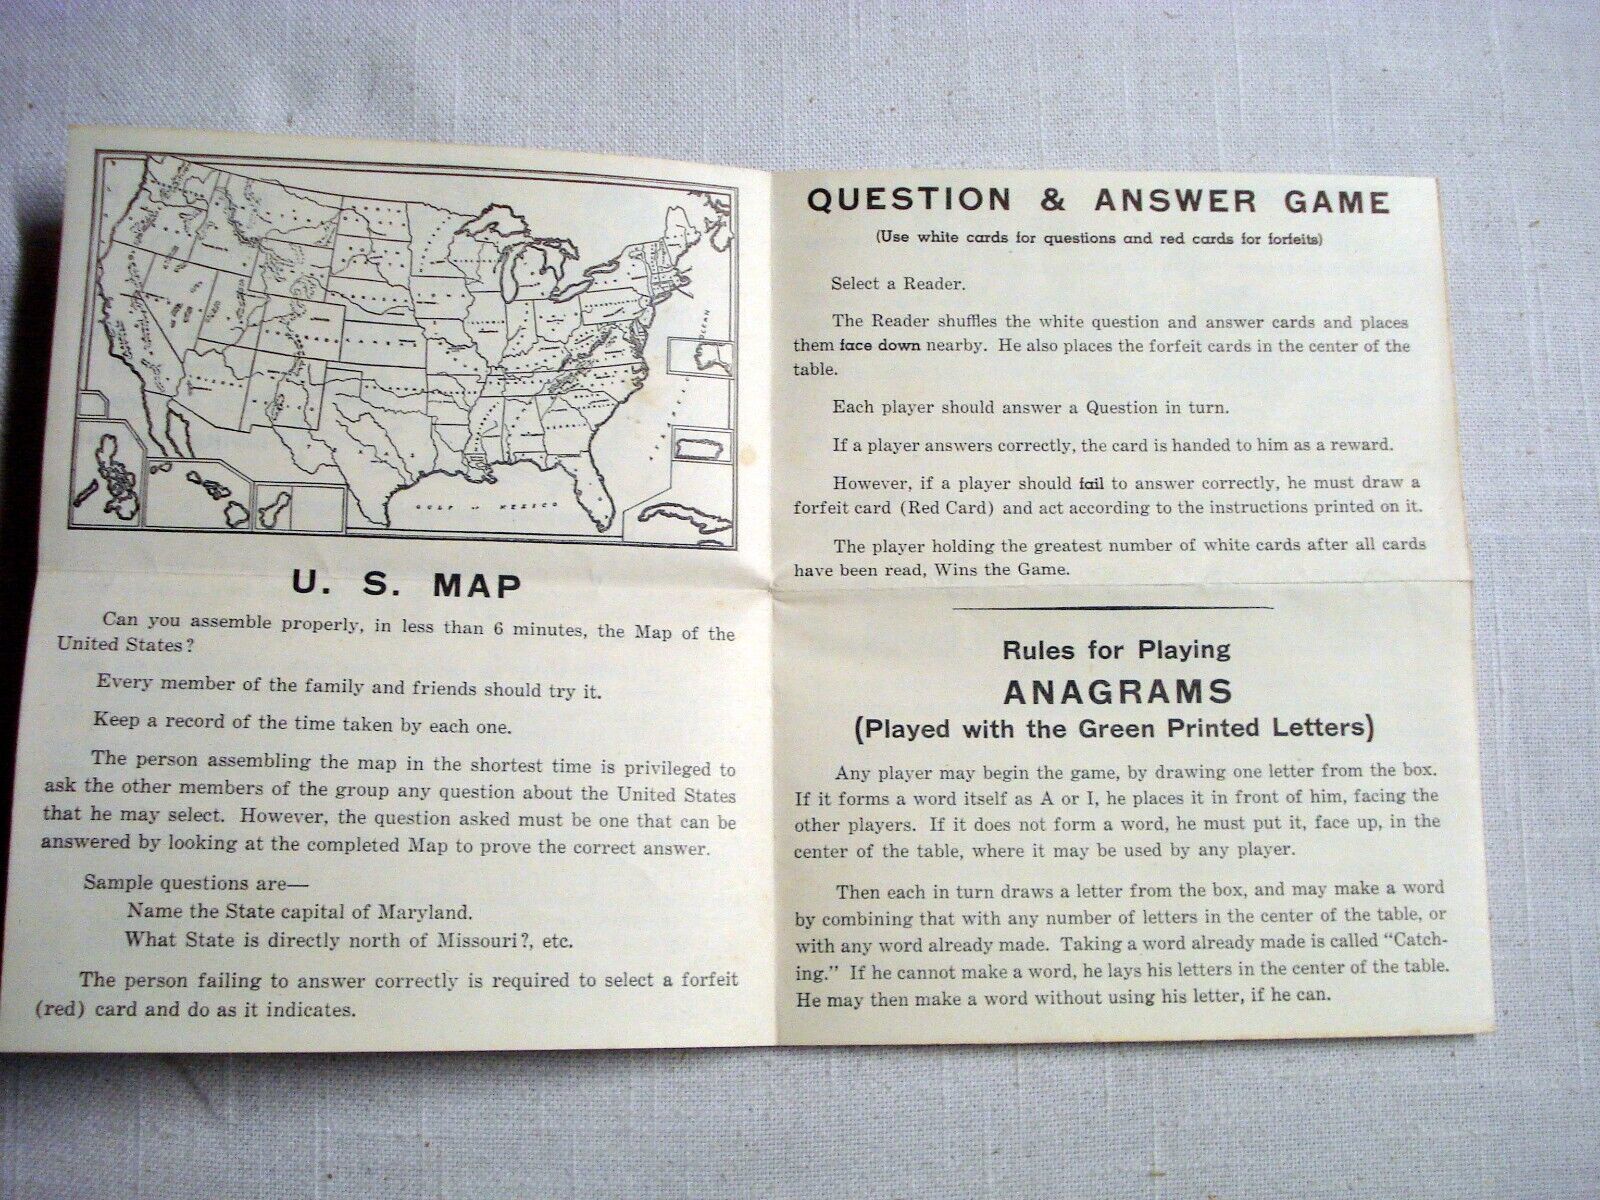 GULF OF MEXICO
OCEAN
U. S. MAP
Can you assemble properly, in less than 6 minutes, the Map of the
United States?
Every member of the family and friends should try it.
Keep a record of the time taken by each one.
The person assembling the map in the shortest time is privileged to
ask the other members of the group any question about the United States
that he may select. However, the question asked must be one that can be
answered by looking at the completed Map to prove the correct answer.
Sample questions are—
Name the State capital of Maryland.
What State is directly north of Missouri?, etc.
The person failing to answer correctly is required to select a forfeit
(red) card and do as it indicates.
QUESTION & ANSWER GAME
(Use white cards for questions and red cards for forfeits)
Select a Reader.
The Reader shuffles the white question and answer cards and places
them face down nearby. He also places the forfeit cards in the center of the
table.
Each player should answer a Question in turn.
If a player answers correctly, the card is handed to him as a reward.
However, if a player should fail to answer correctly, he must draw a
forfeit card (Red Card) and act according to the instructions printed on it.
The player holding the greatest number of white cards after all cards
have been read, Wins the Game.
Rules for Playing
ANAGRAMS
(Played with the Green Printed Letters)
Any player may begin the game, by drawing one letter from the box.
If it forms a word itself as A or I, he places it in front of him, facing the
other players. If it does not form a word, he must put it, face up, in the
center of the table, where it may be used by any player.
Then each in turn draws a letter from the box, and may make a word
by combining that with any number of letters in the center of the table, or
with any word already made. Taking a word already made is called “Catch-
ing.” If he cannot make a word, he lays his letters in the center of the table.
He may then make a word without using his letter, if he can.